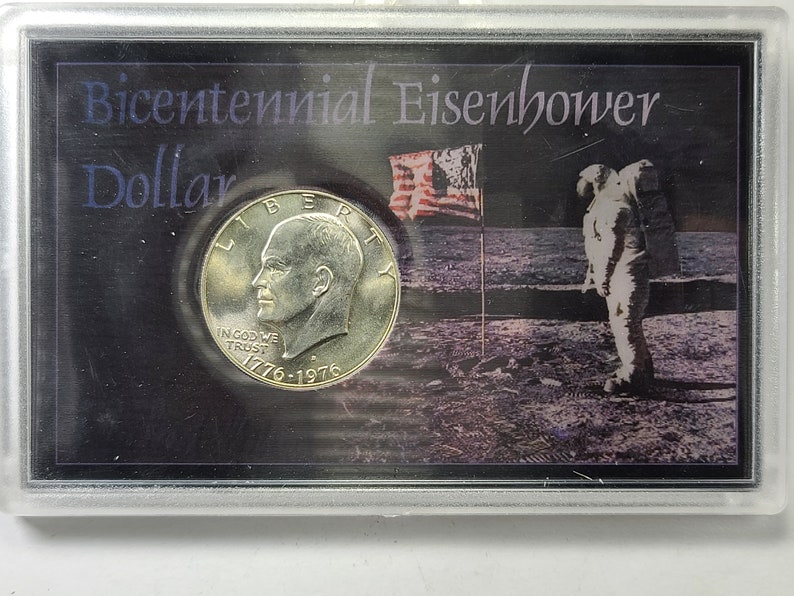 Bicentennial Eisenhower
Dollar
LIBERTY
IN GOD WE
TRUST
D
1776-1976